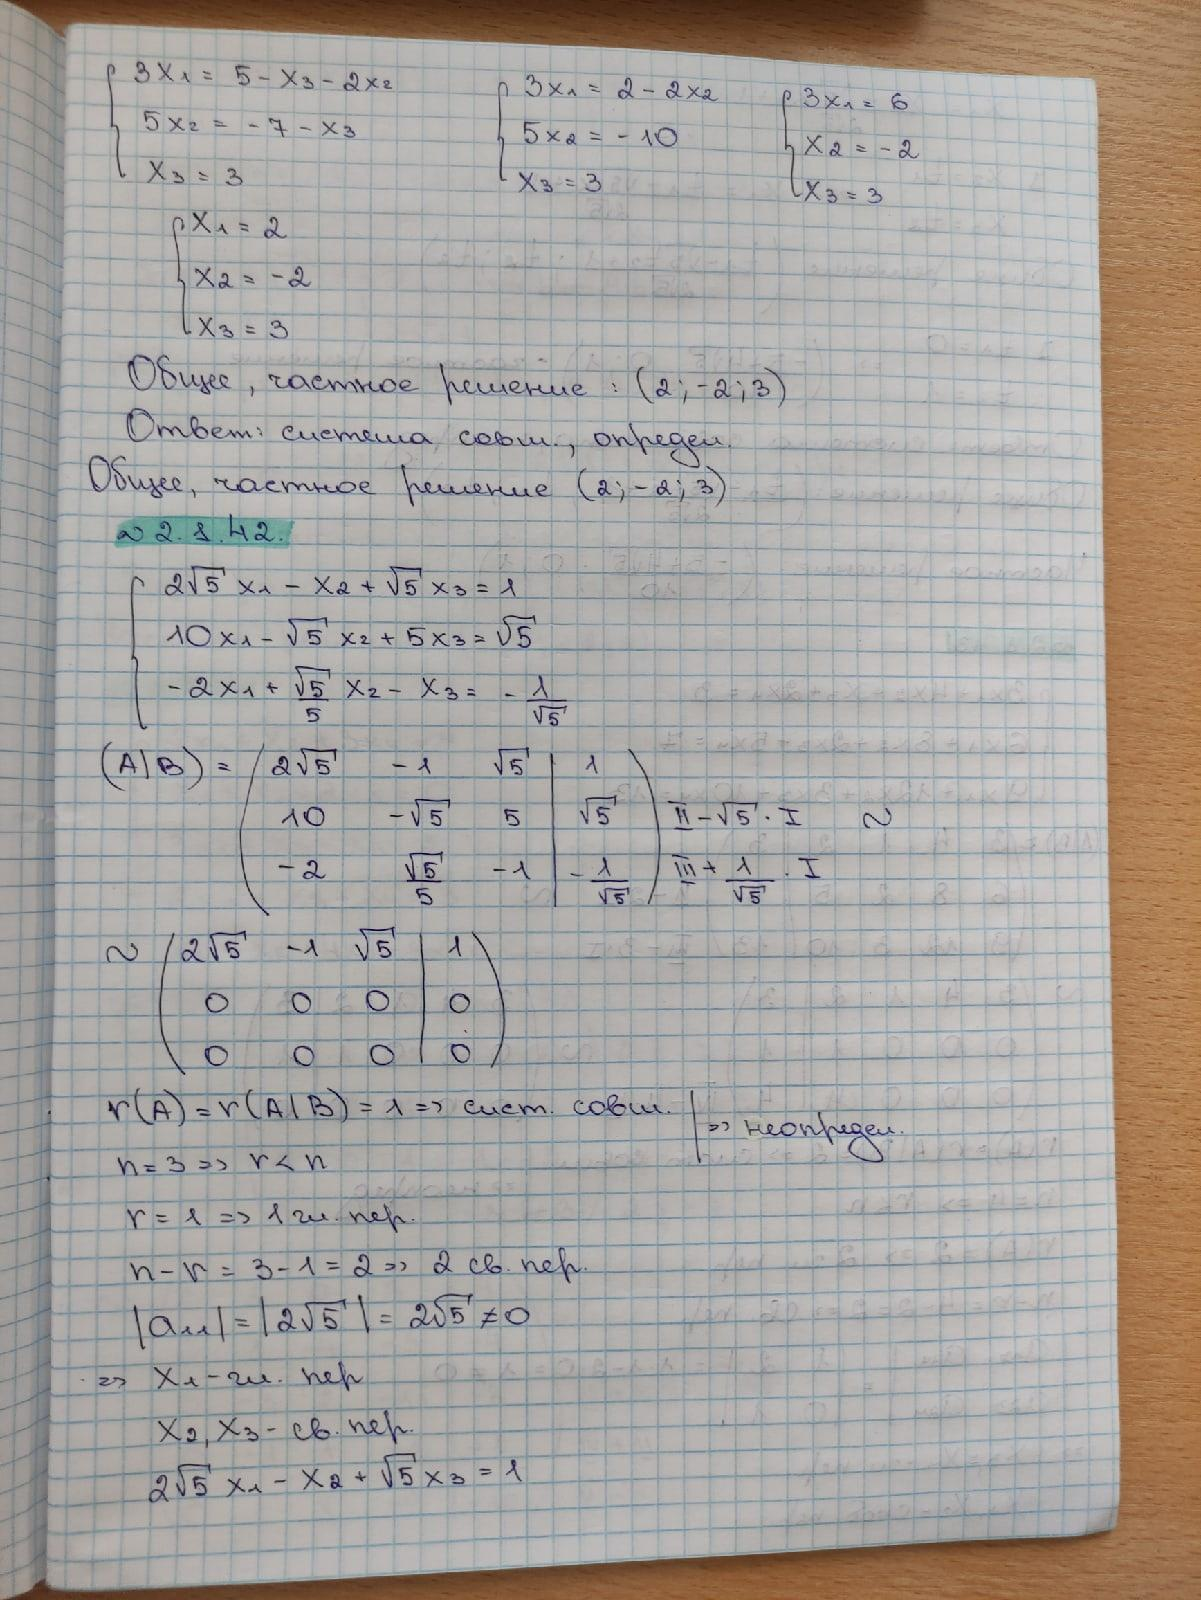 { 3x₁ = 5 - x₃ - 2x₂
5x₂ = -7 - x₃
x₃ = 3
{ 3x₁ = 2 - 2x₂
5x₂ = -10
x₃ = 3
{ 3x₁ = 6
x₂ = -2
x₃ = 3
{ x₁ = 2
x₂ = -2
x₃ = 3
Общее, частное решение : (2; -2; 3)
Ответ: система совм., определ.
Общее, частное решение (2; -2; 3)
~ 2.1.42.
{ 2√5 x₁ - x₂ + √5 x₃ = 1
10x₁ - √5 x₂ + 5x₃ = √5
-2x₁ + √5/5 x₂ - x₃ = -1/√5
(A|B) = ( 2√5 -1 √5 | 1
10 -√5 5 | √5 ) II - √5 · I ~
-2 √5/5 -1 | -1/√5 ) III + 1/√5 · I
~ ( 2√5 -1 √5 | 1 )
0 0 0 | 0
0 0 0 | 0
r(A) = r(A|B) = 1 => сист. совм. | => неопредел.
n = 3 => r < n
r = 1 => 1 гл. пер.
n - r = 3 - 1 = 2 => 2 св. пер.
|a₁₁| = |2√5| = 2√5 ≠ 0
=> x₁ - гл. пер
x₂, x₃ - св. пер.
2√5 x₁ - x₂ + √5 x₃ = 1